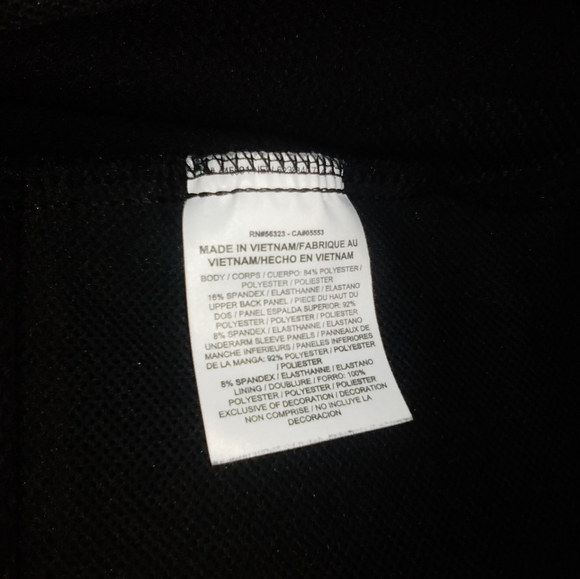 RN#56323 - CA#05553
MADE IN VIETNAM/FABRIQUE AU
VIETNAM/HECHO EN VIETNAM
BODY / CORPS / CUERPO: 84% POLYESTER /
POLYESTER / POLIESTER
16% SPANDEX / ELASTHANNE / ELASTANO
UPPER BACK PANEL / PIECE DU HAUT DU
DOS / PANEL ESPALDA SUPERIOR: 92%
POLYESTER / POLYESTER / POLIESTER
8% SPANDEX / ELASTHANNE / ELASTANO
UNDERARM SLEEVE PANELS / PANNEAUX DE
MANCHE INFERIEURS / PANELES INFERIORES
DE LA MANGA: 92% POLYESTER / POLYESTER
/ POLIESTER
8% SPANDEX / ELASTHANNE / ELASTANO
LINING / DOUBLURE / FORRO: 100%
POLYESTER / POLYESTER / POLIESTER
EXCLUSIVE OF DECORATION / DECORATION
NON COMPRISE / NO INCLUYE LA
DECORACION